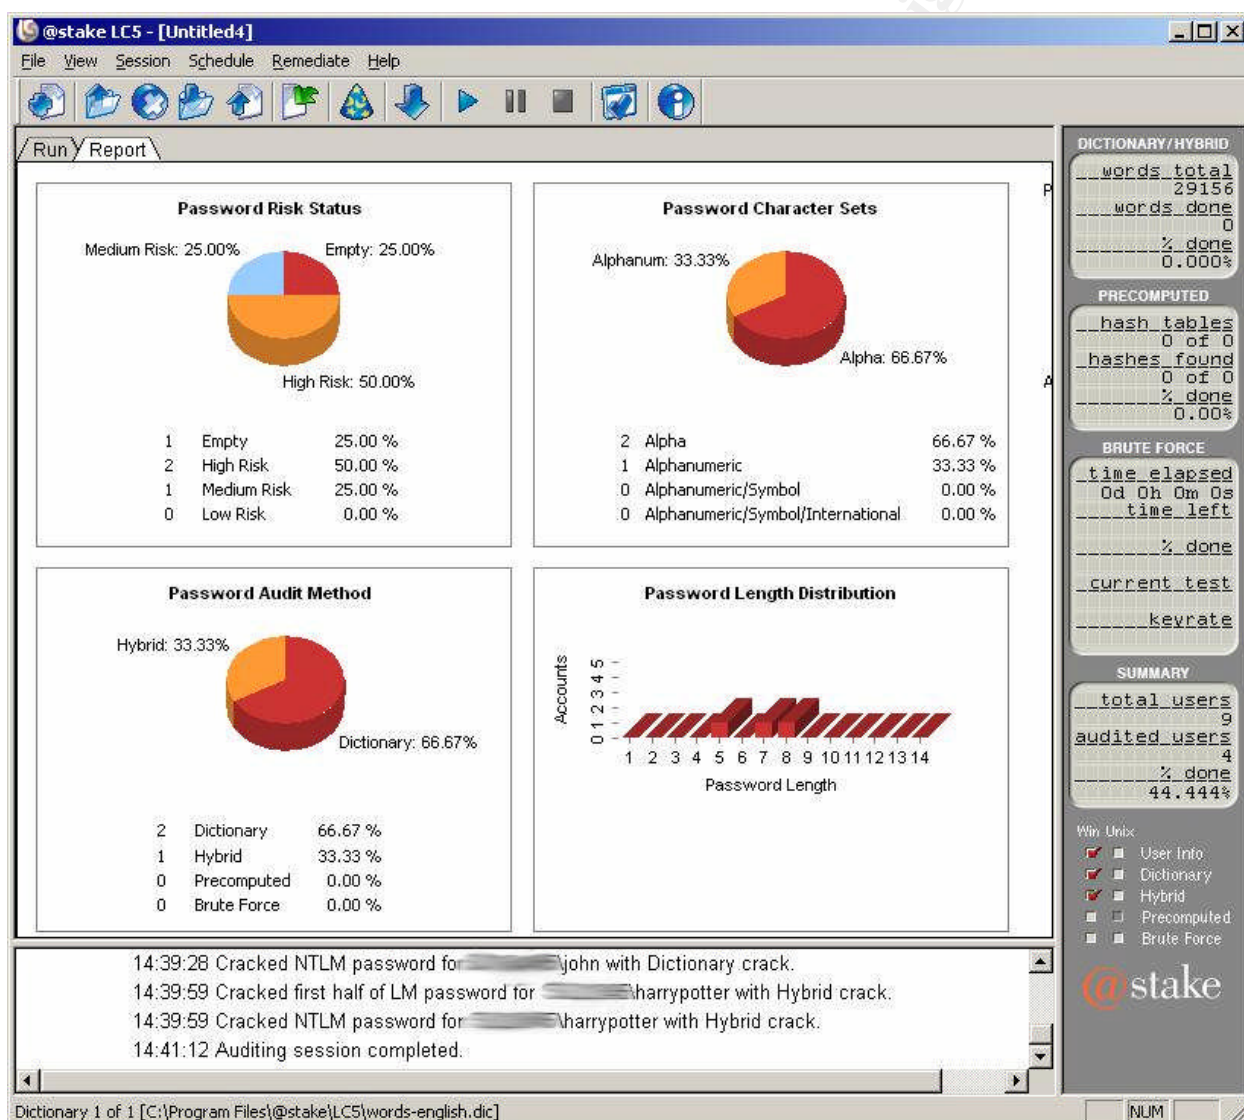 @stake LC5 - [Untitled4]
File View Session Schedule Remediate Help
Run Report
Password Risk Status
Medium Risk: 25.00% Empty: 25.00%
High Risk: 50.00%
1 Empty 25.00 %
2 High Risk 50.00 %
1 Medium Risk 25.00 %
0 Low Risk 0.00 %
Password Character Sets
Alphanum: 33.33%
Alpha: 66.67%
2 Alpha 66.67 %
1 Alphanumeric 33.33 %
0 Alphanumeric/Symbol 0.00 %
0 Alphanumeric/Symbol/International 0.00 %
P
A
Password Audit Method
Hybrid: 33.33%
Dictionary: 66.67%
2 Dictionary 66.67 %
1 Hybrid 33.33 %
0 Precomputed 0.00 %
0 Brute Force 0.00 %
Password Length Distribution
Accounts
0 1 2 3 4 5
1 2 3 4 5 6 7 8 9 10 11 12 13 14
Password Length
DICTIONARY/HYBRID
words total
29156
words done
0
% done
0.000%
PRECOMPUTED
hash tables
0 of 0
hashes found
0 of 0
% done
0.00%
BRUTE FORCE
time elapsed
0d 0h 0m 0s
time left
% done
current test
keyrate
SUMMARY
total users
9
audited users
4
% done
44.444%
Win Unix
User Info
Dictionary
Hybrid
Precomputed
Brute Force
@stake
14:39:28 Cracked NTLM password for \john with Dictionary crack.
14:39:59 Cracked first half of LM password for \harrypotter with Hybrid crack.
14:39:59 Cracked NTLM password for \harrypotter with Hybrid crack.
14:41:12 Auditing session completed.
Dictionary 1 of 1 [C:\Program Files\@stake\LC5\words-english.dic]
NUM